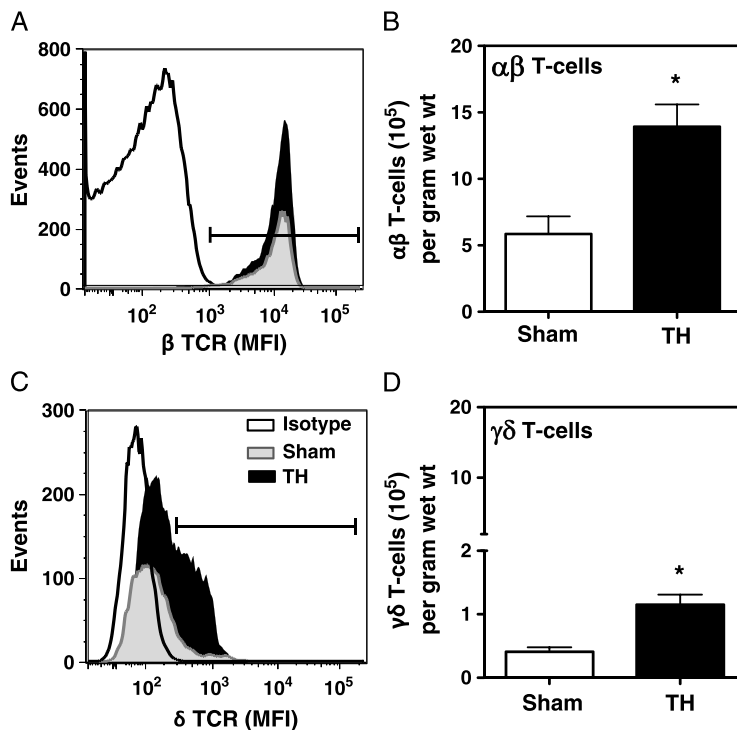 A
800
600
400
200
0
Events
10²
10³
10⁴
10⁵
β TCR (MFI)
B
20
15
10
5
0
αβ T-cells (10⁵)
per gram wet wt
αβ T-cells
*
Sham
TH
C
300
200
100
0
Events
Isotype
Sham
TH
10²
10³
10⁴
10⁵
δ TCR (MFI)
D
20
10
2
1
0
γδ T-cells (10⁵)
per gram wet wt
γδ T-cells
*
Sham
TH